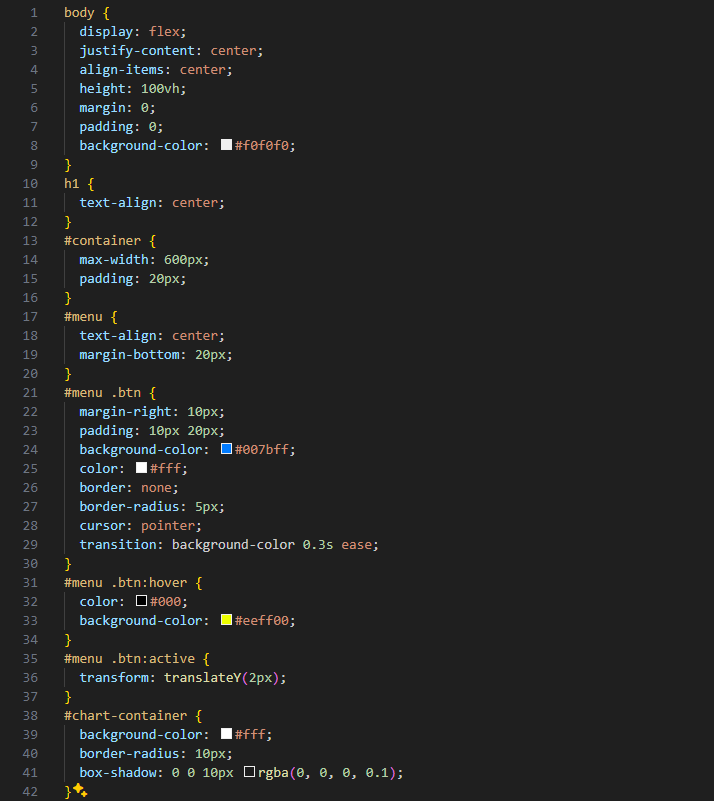 1 body {
2 display: flex;
3 justify-content: center;
4 align-items: center;
5 height: 100vh;
6 margin: 0;
7 padding: 0;
8 background-color: #f0f0f0;
9 }
10 h1 {
11 text-align: center;
12 }
13 #container {
14 max-width: 600px;
15 padding: 20px;
16 }
17 #menu {
18 text-align: center;
19 margin-bottom: 20px;
20 }
21 #menu .btn {
22 margin-right: 10px;
23 padding: 10px 20px;
24 background-color: #007bff;
25 color: #fff;
26 border: none;
27 border-radius: 5px;
28 cursor: pointer;
29 transition: background-color 0.3s ease;
30 }
31 #menu .btn:hover {
32 color: #000;
33 background-color: #eeff00;
34 }
35 #menu .btn:active {
36 transform: translateY(2px);
37 }
38 #chart-container {
39 background-color: #fff;
40 border-radius: 10px;
41 box-shadow: 0 0 10px rgba(0, 0, 0, 0.1);
42 }